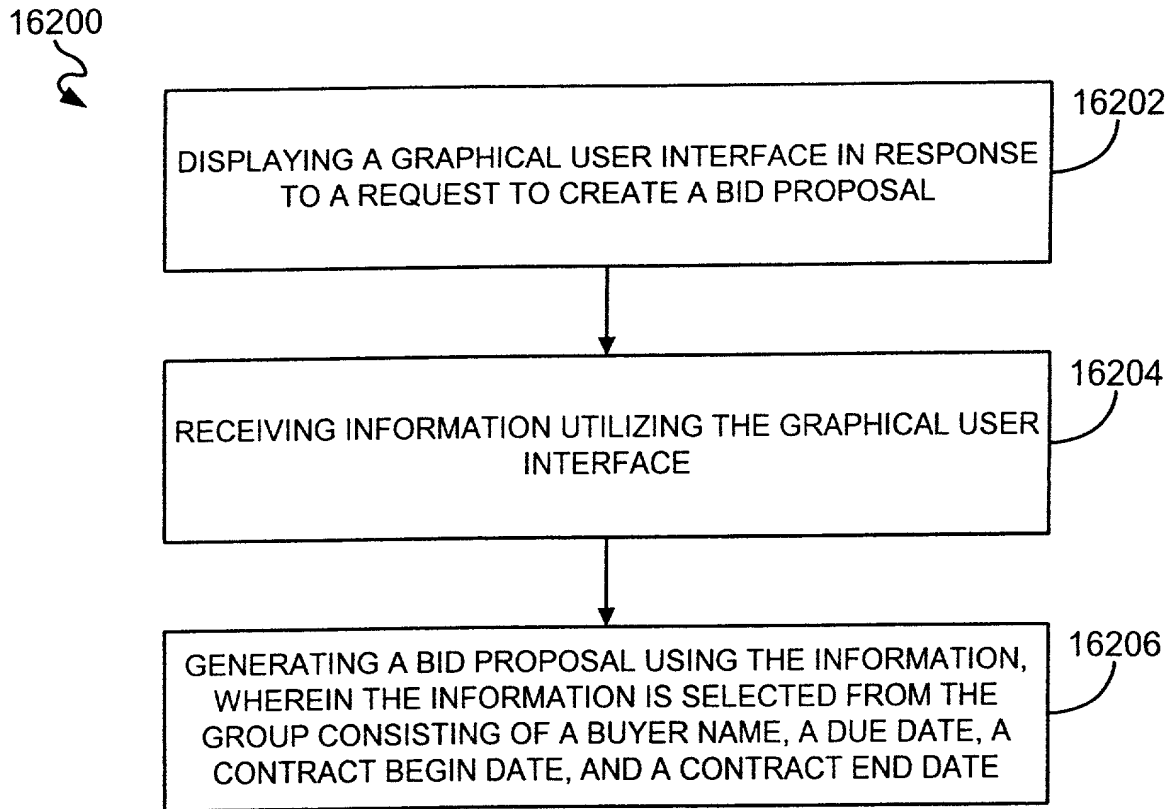 16200
16202
DISPLAYING A GRAPHICAL USER INTERFACE IN RESPONSE
TO A REQUEST TO CREATE A BID PROPOSAL
16204
RECEIVING INFORMATION UTILIZING THE GRAPHICAL USER
INTERFACE
16206
GENERATING A BID PROPOSAL USING THE INFORMATION,
WHEREIN THE INFORMATION IS SELECTED FROM THE
GROUP CONSISTING OF A BUYER NAME, A DUE DATE, A
CONTRACT BEGIN DATE, AND A CONTRACT END DATE